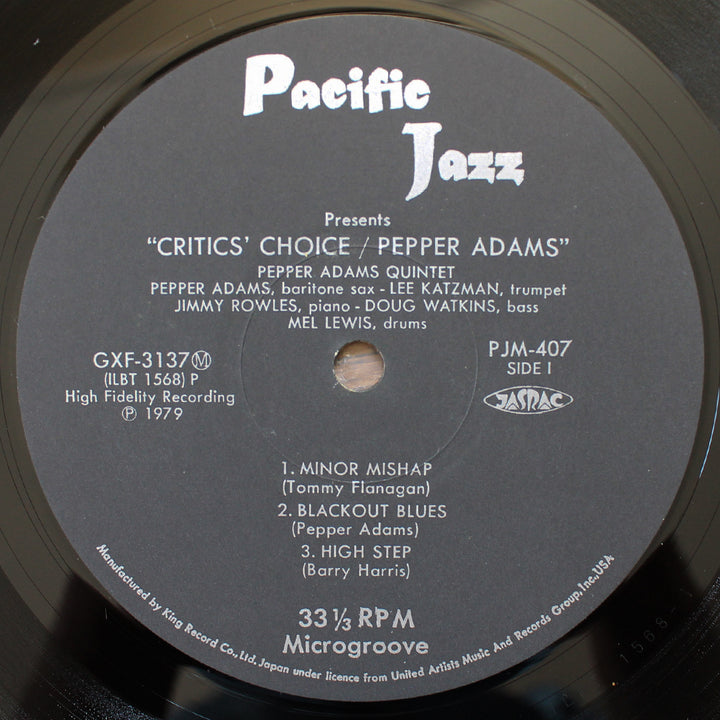 Pacific
Jazz
Presents
"CRITICS' CHOICE / PEPPER ADAMS"
PEPPER ADAMS QUINTET
PEPPER ADAMS, baritone sax - LEE KATZMAN, trumpet
JIMMY ROWLES, piano - DOUG WATKINS, bass
MEL LEWIS, drums
GXF-3137Ⓜ
(ILBT 1568) P
High Fidelity Recording
℗ 1979
PJM-407
SIDE I
JASRAC
1. MINOR MISHAP
(Tommy Flanagan)
2. BLACKOUT BLUES
(Pepper Adams)
3. HIGH STEP
(Barry Harris)
33 1/3 RPM
Microgroove
Manufactured by King Record Co., Ltd. Japan under licence from United Artists Music And Records Group, Inc., USA